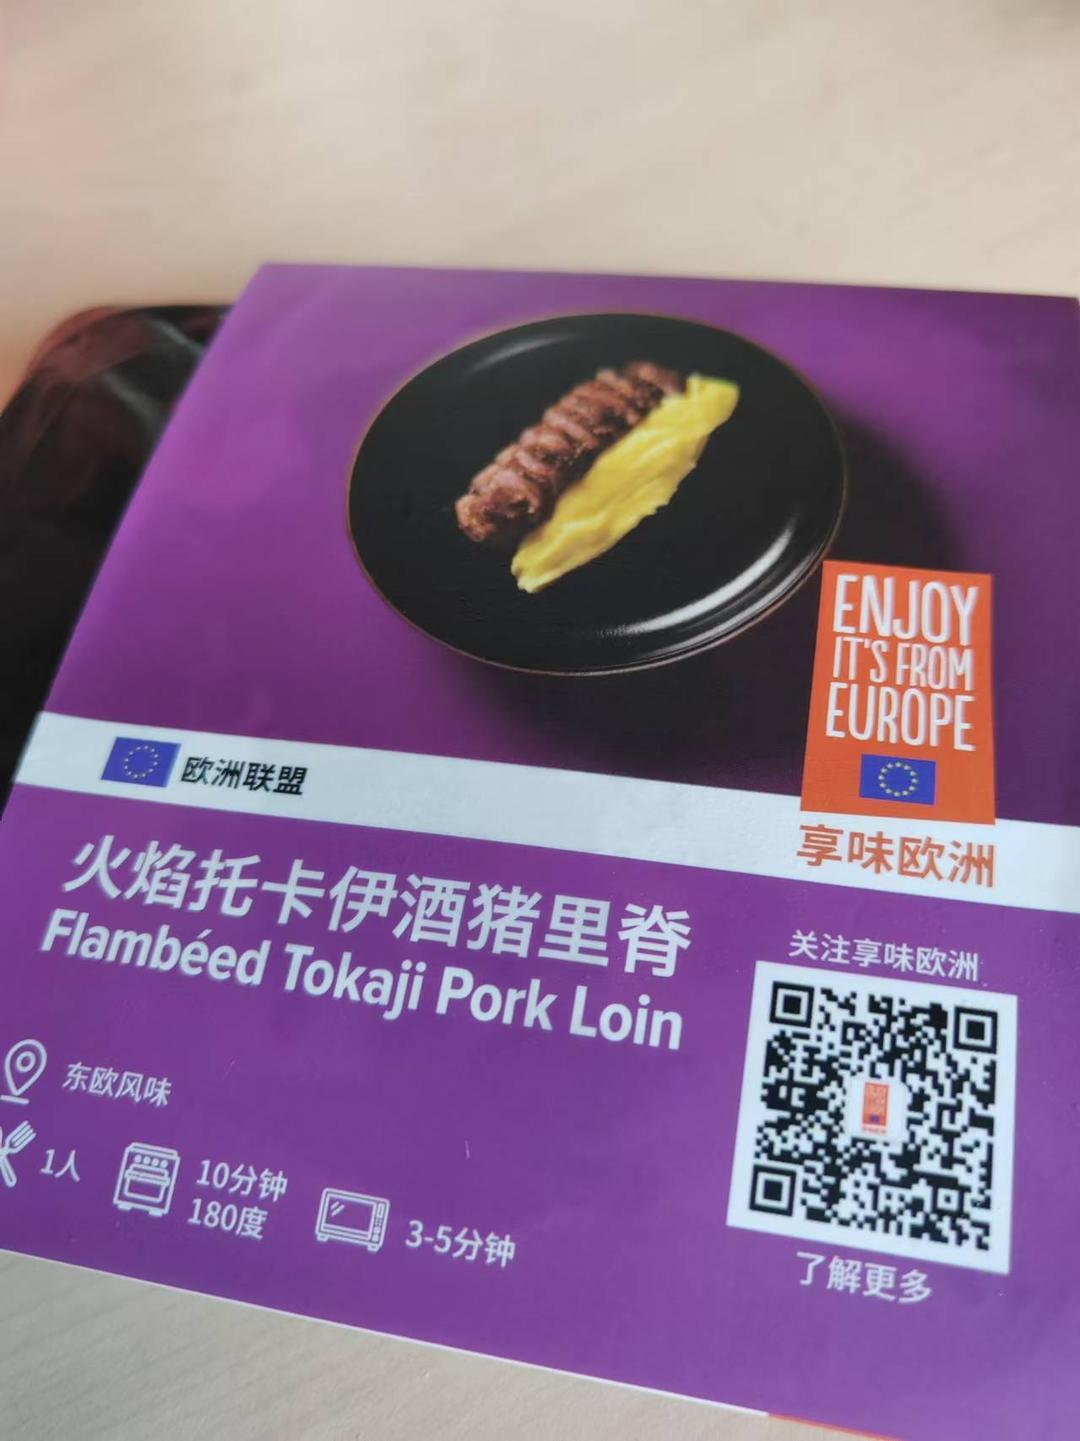 ENJOY
IT'S FROM
EUROPE
欧洲联盟
享味欧洲
火焰托卡伊酒猪里脊
Flambéed Tokaji Pork Loin
关注享味欧洲
东欧风味
1人
10分钟
180度
3-5分钟
了解更多